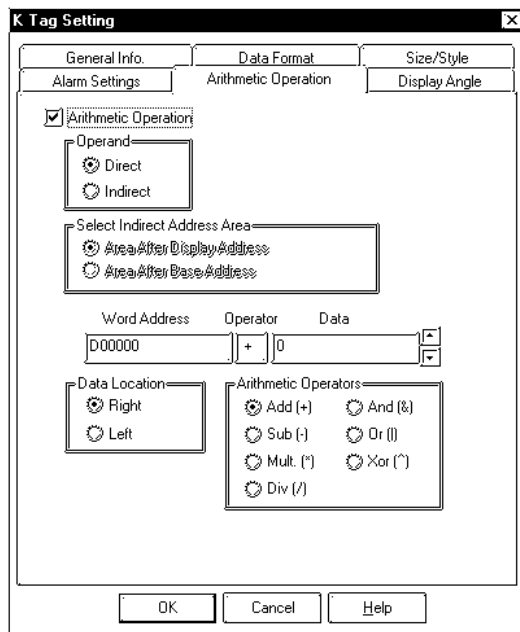 K Tag Setting
General Info. Data Format Size/Style
Alarm Settings Arithmetic Operation Display Angle
Arithmetic Operation
Operand
Direct
Indirect
Select Indirect Address Area
Area After Display Address
Area After Base Address
Word Address Operator Data
D00000 + 0
Data Location
Right
Left
Arithmetic Operators
Add (+) And (&)
Sub (-) Or (|)
Mult. (*) Xor (^)
Div (/)
OK Cancel Help